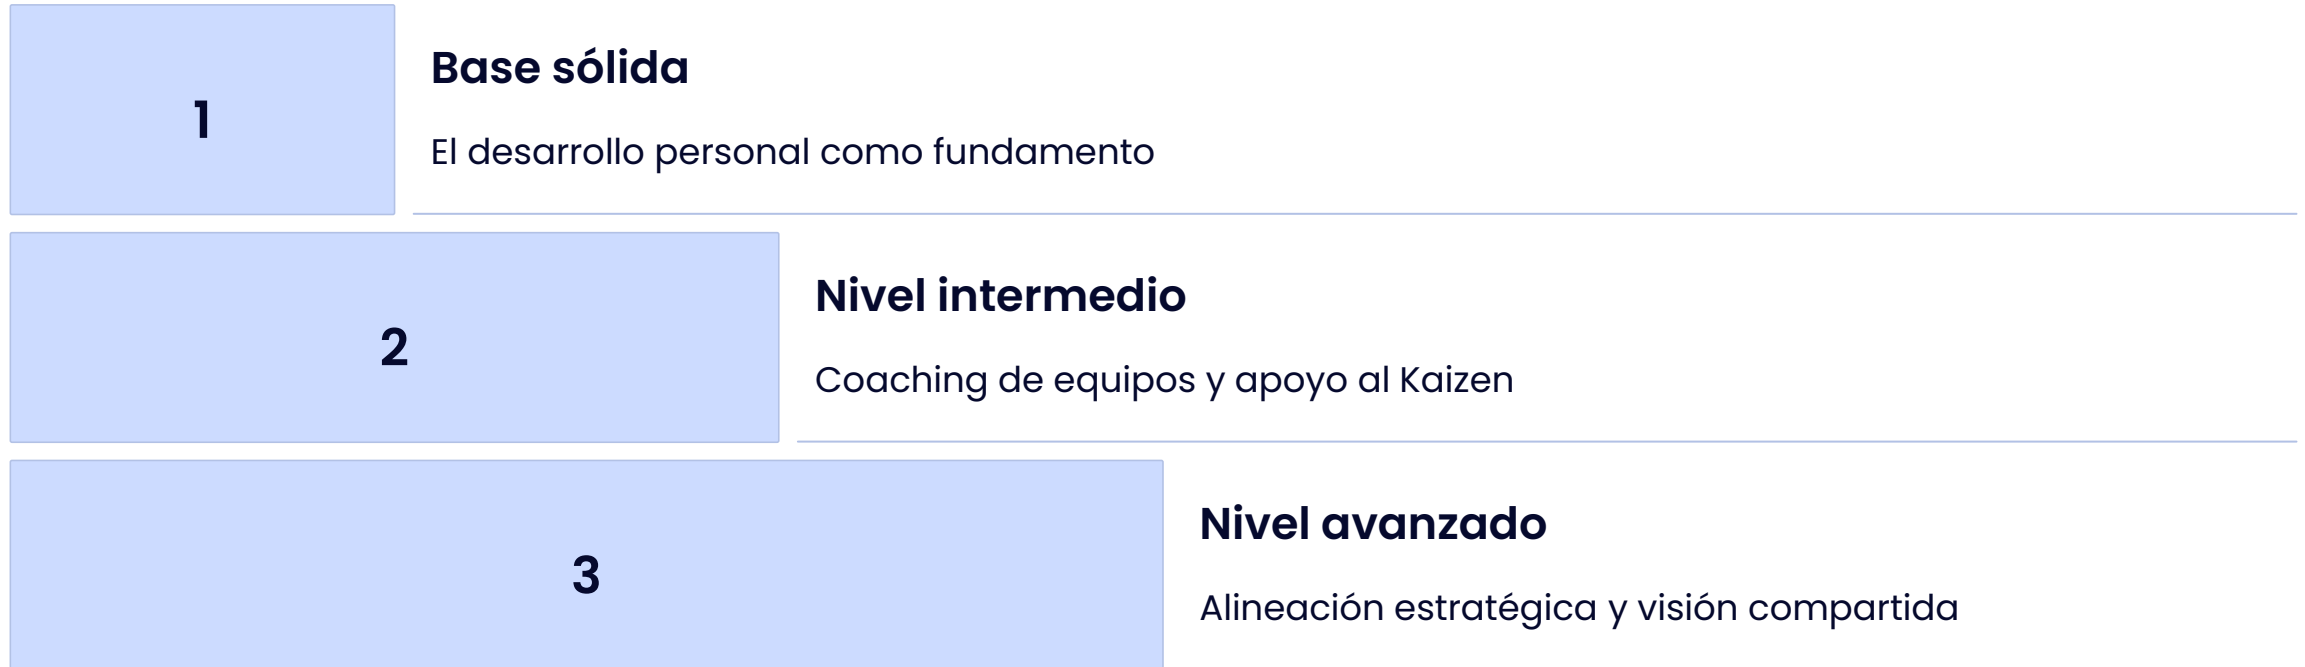 1
Base sólida
El desarrollo personal como fundamento
2
Nivel intermedio
Coaching de equipos y apoyo al Kaizen
3
Nivel avanzado
Alineación estratégica y visión compartida